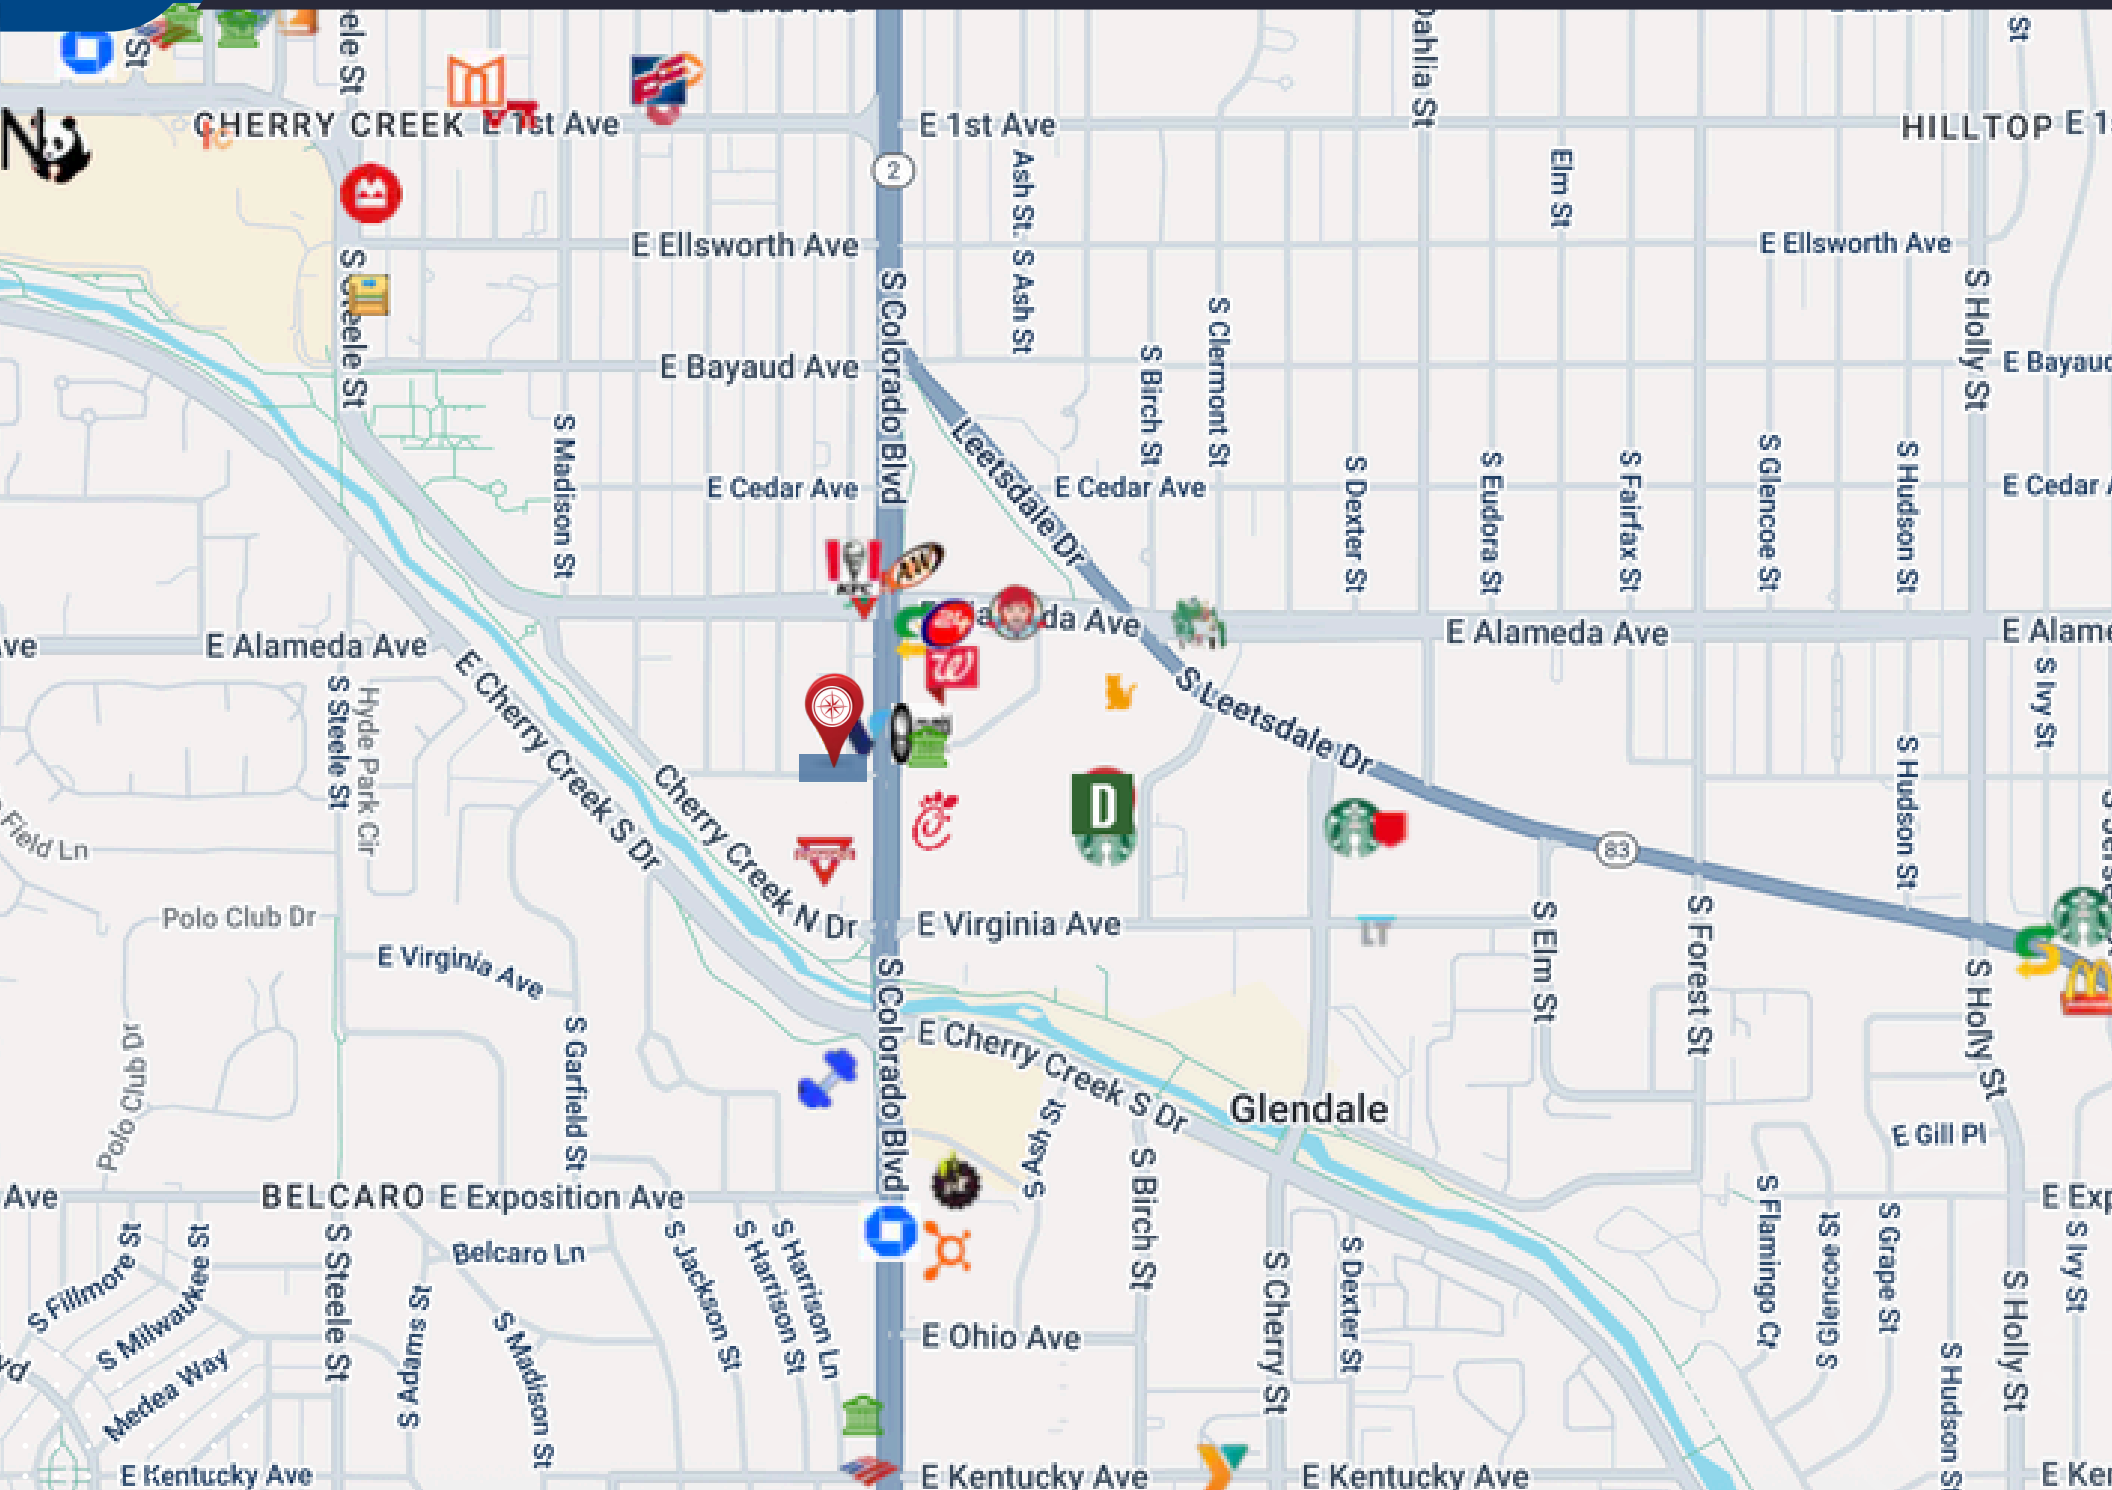 St
CHERRY CREEK
E 1st Ave
E 1st Ave
HILLTOP
2
Ash St
S Ash St
Elm St
E Ellsworth Ave
E Ellsworth Ave
S Steele St
S Colorado Blvd
S Holly St
E Bayaud Ave
S Birch St
S Clermont St
S Madison St
E Cedar Ave
Leetsdale Dr
E Cedar Ave
S Dexter St
S Eudora St
S Fairfax St
S Glencoe St
S Hudson St
KFC
A&W
E Alameda Ave
E Alameda Ave
E Cherry Creek S Dr
S Steele St
Hyde Park Cir
S Leetsdale Dr
S Ivy St
S Hudson St
W
Cherry Creek N Dr
D
Field Ln
83
Polo Club Dr
E Virginia Ave
E Virginia Ave
LT
S Elm St
S Forest St
S Holly St
S Colorado Blvd
S Garfield St
Polo Club Dr
E Cherry Creek S Dr
S Ash St
Glendale
E Gill Pl
Ave
BELCARO
E Exposition Ave
S Birch St
S Flamingo Ct
S Glencoe St
S Grape St
S Ivy St
S Fillmore St
S Milwaukee St
Medea Way
S Steele St
S Adams St
Belcaro Ln
S Madison St
S Jackson St
S Harrison St
S Harrison Ln
E Ohio Ave
S Cherry St
S Dexter St
S Holly St
S Hudson St
E Kentucky Ave
E Kentucky Ave
E Kentucky Ave